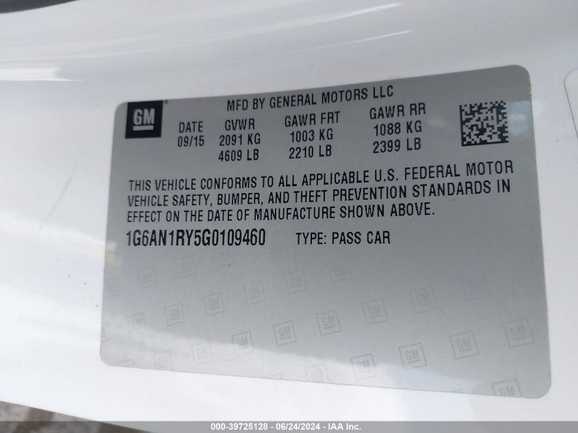 GM
MFD BY GENERAL MOTORS LLC
DATE GVWR GAWR FRT GAWR RR
09/15 2091 KG 1003 KG 1088 KG
4609 LB 2210 LB 2399 LB
THIS VEHICLE CONFORMS TO ALL APPLICABLE U.S. FEDERAL MOTOR
VEHICLE SAFETY, BUMPER, AND THEFT PREVENTION STANDARDS IN
EFFECT ON THE DATE OF MANUFACTURE SHOWN ABOVE.
1G6AN1RY5G0109460 TYPE: PASS CAR
000-39725128 - 06/24/2024 - IAA Inc.